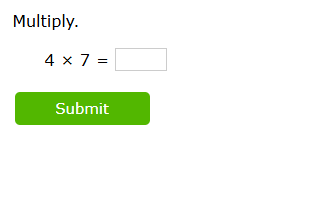 Multiply.
4 × 7 =
Submit